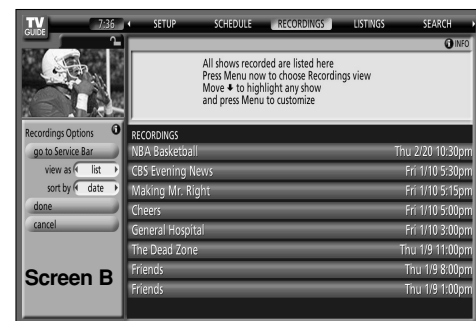 TV
GUIDE
7:36
SETUP SCHEDULE RECORDINGS LISTINGS SEARCH
INFO
All shows recorded are listed here
Press Menu now to choose Recordings view
Move ↓ to highlight any show
and press Menu to customize
Recordings Options
go to Service Bar
view as list
sort by date
done
cancel
Screen B
RECORDINGS
NBA Basketball Thu 2/20 10:30pm
CBS Evening News Fri 1/10 5:30pm
Making Mr. Right Fri 1/10 5:15pm
Cheers Fri 1/10 5:00pm
General Hospital Fri 1/10 3:00pm
The Dead Zone Thu 1/9 11:00pm
Friends Thu 1/9 8:00pm
Friends Thu 1/9 1:00pm